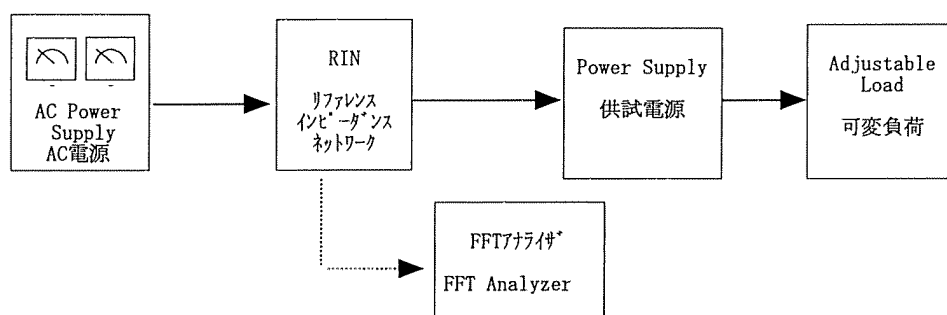 AC Power
Supply
AC電源
RIN
ﾘﾌｧﾚﾝｽ
ｲﾝﾋﾟｰﾀﾞﾝｽ
ﾈｯﾄﾜｰｸ
Power Supply
供試電源
Adjustable
Load
可変負荷
FFTｱﾅﾗｲｻﾞ
FFT Analyzer